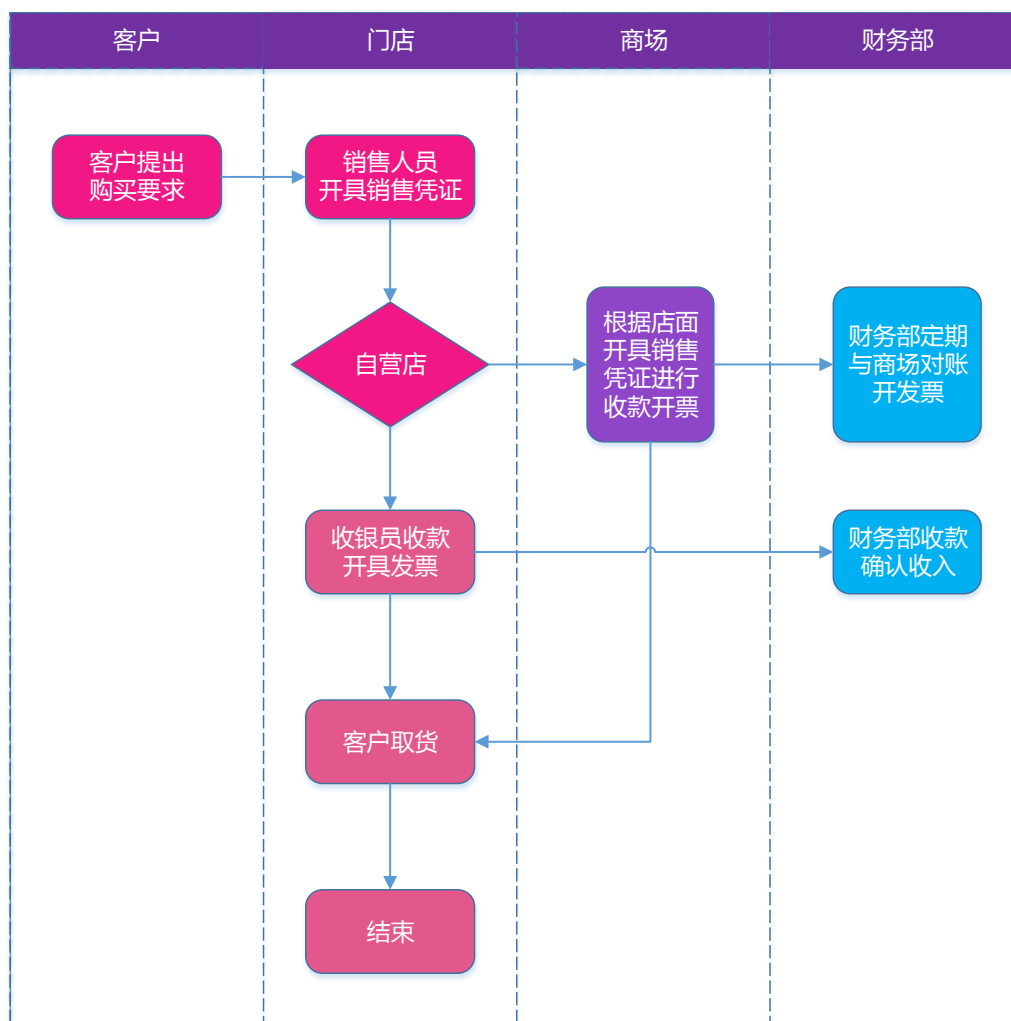 客户
门店
商场
财务部
客户提出
购买要求
销售人员
开具销售凭证
自营店
根据店面
开具销售
凭证进行
收款开票
财务部定期
与商场对账
开发票
收银员收款
开具发票
财务部收款
确认收入
客户取货
结束